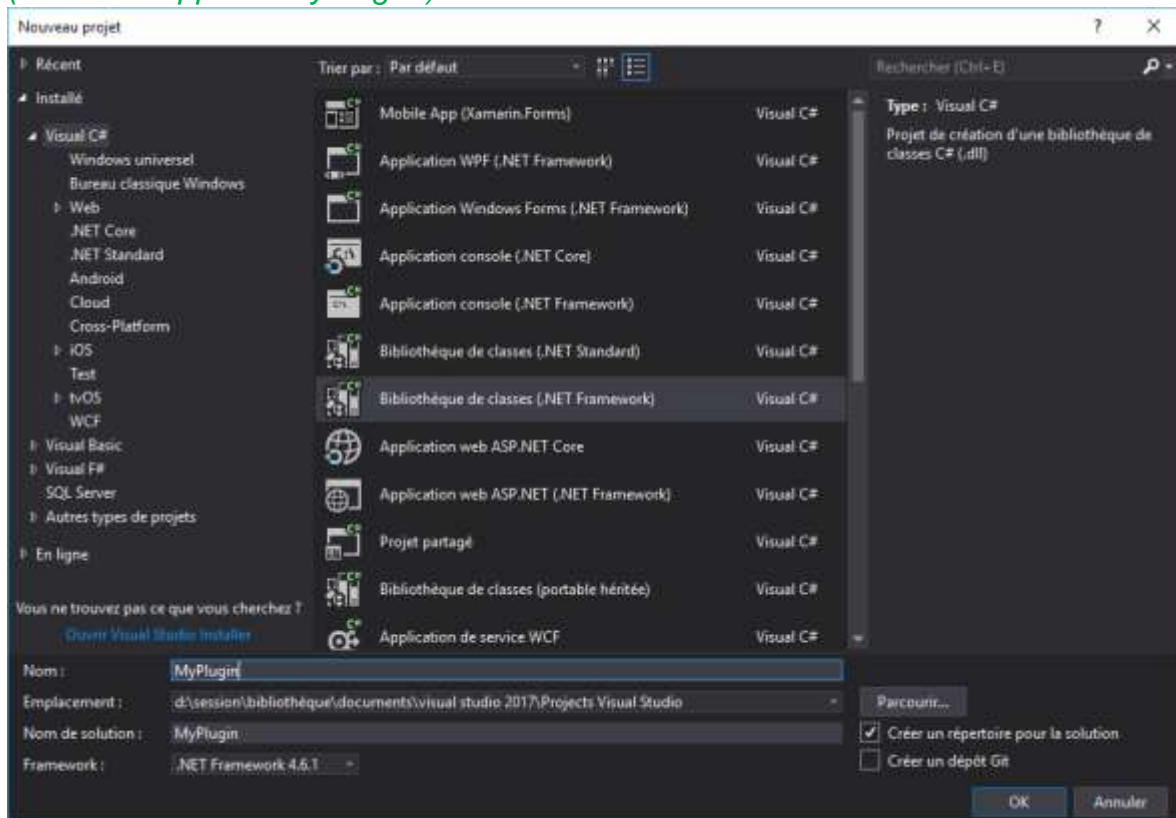 Nouveau projet
? ×
Récent
Installé
Visual C#
Windows universel
Bureau classique Windows
Web
.NET Core
.NET Standard
Android
Cloud
Cross-Platform
iOS
Test
tvOS
WCF
Visual Basic
Visual F#
SQL Server
Autres types de projets
En ligne
Vous ne trouvez pas ce que vous cherchez ?
Ouvrir Visual Studio Installer
Trier par : Par défaut
Mobile App (Xamarin.Forms) Visual C#
Application WPF (.NET Framework) Visual C#
Application Windows Forms (.NET Framework) Visual C#
Application console (.NET Core) Visual C#
Application console (.NET Framework) Visual C#
Bibliothèque de classes (.NET Standard) Visual C#
Bibliothèque de classes (.NET Framework) Visual C#
Application web ASP.NET Core Visual C#
Application web ASP.NET (.NET Framework) Visual C#
Projet partagé Visual C#
Bibliothèque de classes (portable héritée) Visual C#
Application de service WCF Visual C#
Rechercher (Ctrl+E)
Type : Visual C#
Projet de création d'une bibliothèque de
classes C# (.dll)
Nom : MyPlugin
Emplacement : d:\session\bibliothèque\documents\visual studio 2017\Projects Visual Studio
Parcourir...
Nom de solution : MyPlugin
Créer un répertoire pour la solution
Framework : .NET Framework 4.6.1
Créer un dépôt Git
OK Annuler